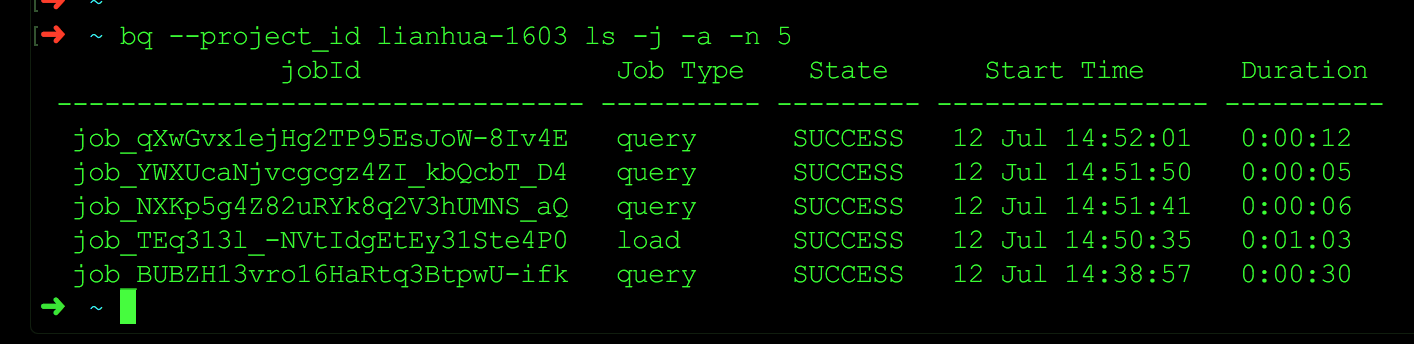 ➜ ~
➜ ~ bq --project_id lianhua-1603 ls -j -a -n 5
jobId Job Type State Start Time Duration
--------------------------------- ---------- --------- ----------------- ----------
job_qXwGvx1ejHg2TP95EsJoW-8Iv4E query SUCCESS 12 Jul 14:52:01 0:00:12
job_YWXUcaNjvcgcgz4ZI_kbQcbT_D4 query SUCCESS 12 Jul 14:51:50 0:00:05
job_NXKp5g4Z82uRYk8q2V3hUMNS_aQ query SUCCESS 12 Jul 14:51:41 0:00:06
job_TEq313l_-NVtIdgEtEy31Ste4P0 load SUCCESS 12 Jul 14:50:35 0:01:03
job_BUBZH13vro16HaRtq3BtpwU-ifk query SUCCESS 12 Jul 14:38:57 0:00:30
➜ ~